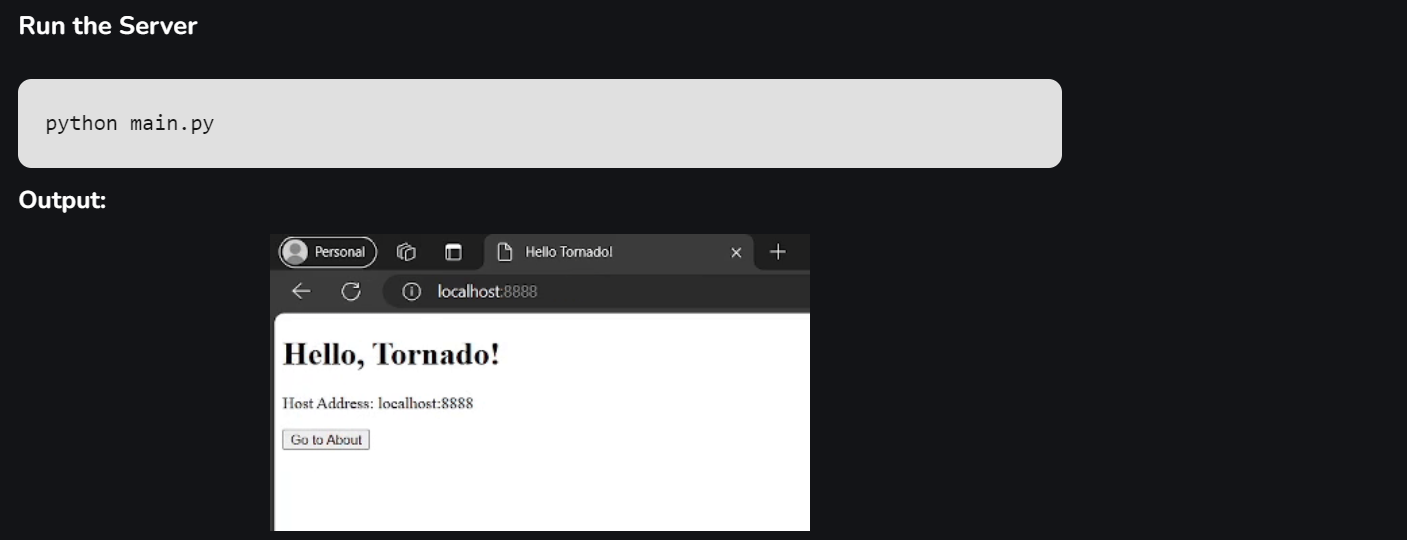 Run the Server
python main.py
Output:
Personal
Hello Tornado!
localhost:8888
Hello, Tornado!
Host Address: localhost:8888
Go to About